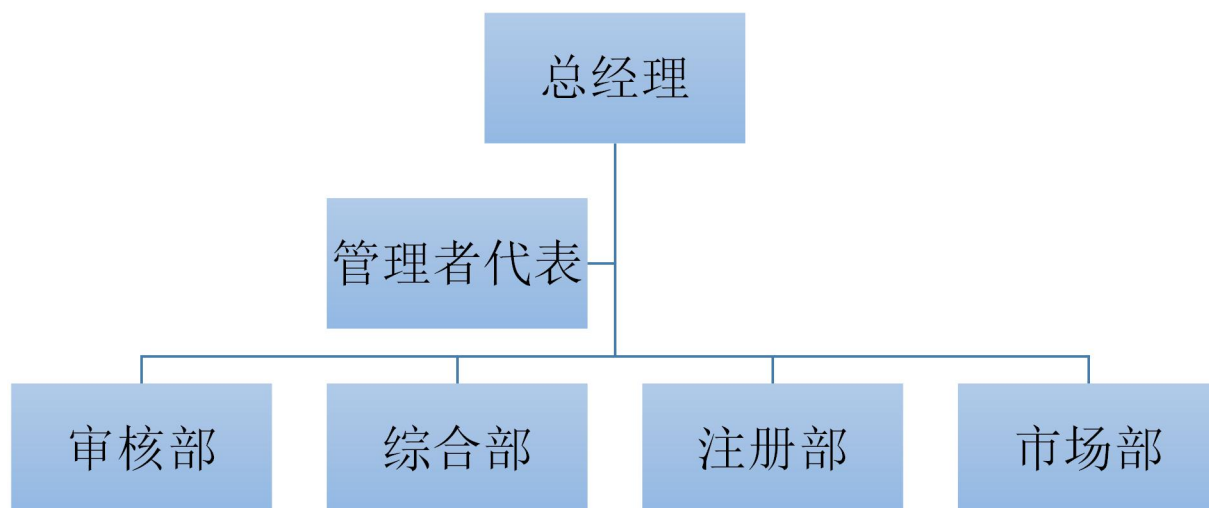 总经理
管理者代表
审核部
综合部
注册部
市场部